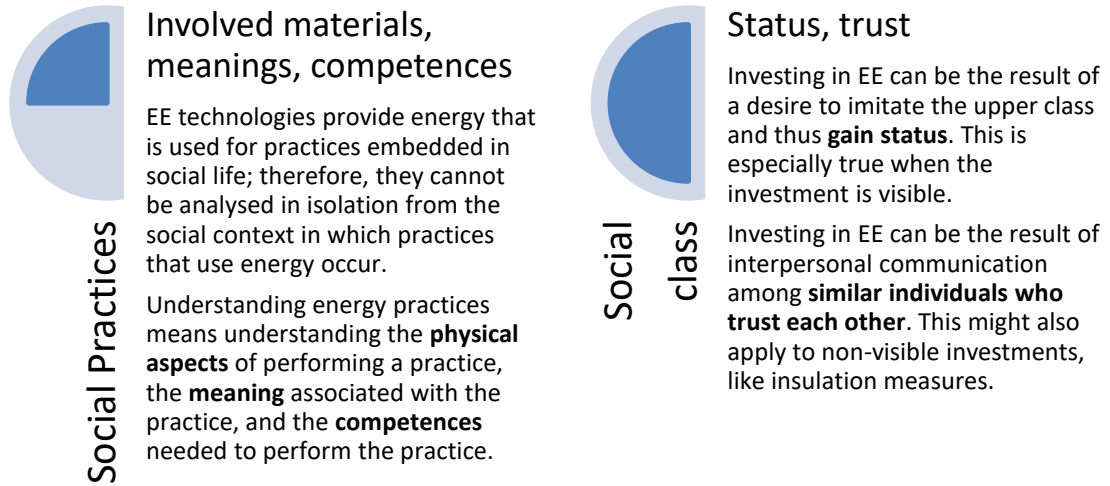 Social Practices
Involved materials,
meanings, competences
EE technologies provide energy that
is used for practices embedded in
social life; therefore, they cannot
be analysed in isolation from the
social context in which practices
that use energy occur.
Understanding energy practices
means understanding the physical
aspects of performing a practice,
the meaning associated with the
practice, and the competences
needed to perform the practice.
Social
class
Status, trust
Investing in EE can be the result of
a desire to imitate the upper class
and thus gain status. This is
especially true when the
investment is visible.
Investing in EE can be the result of
interpersonal communication
among similar individuals who
trust each other. This might also
apply to non-visible investments,
like insulation measures.